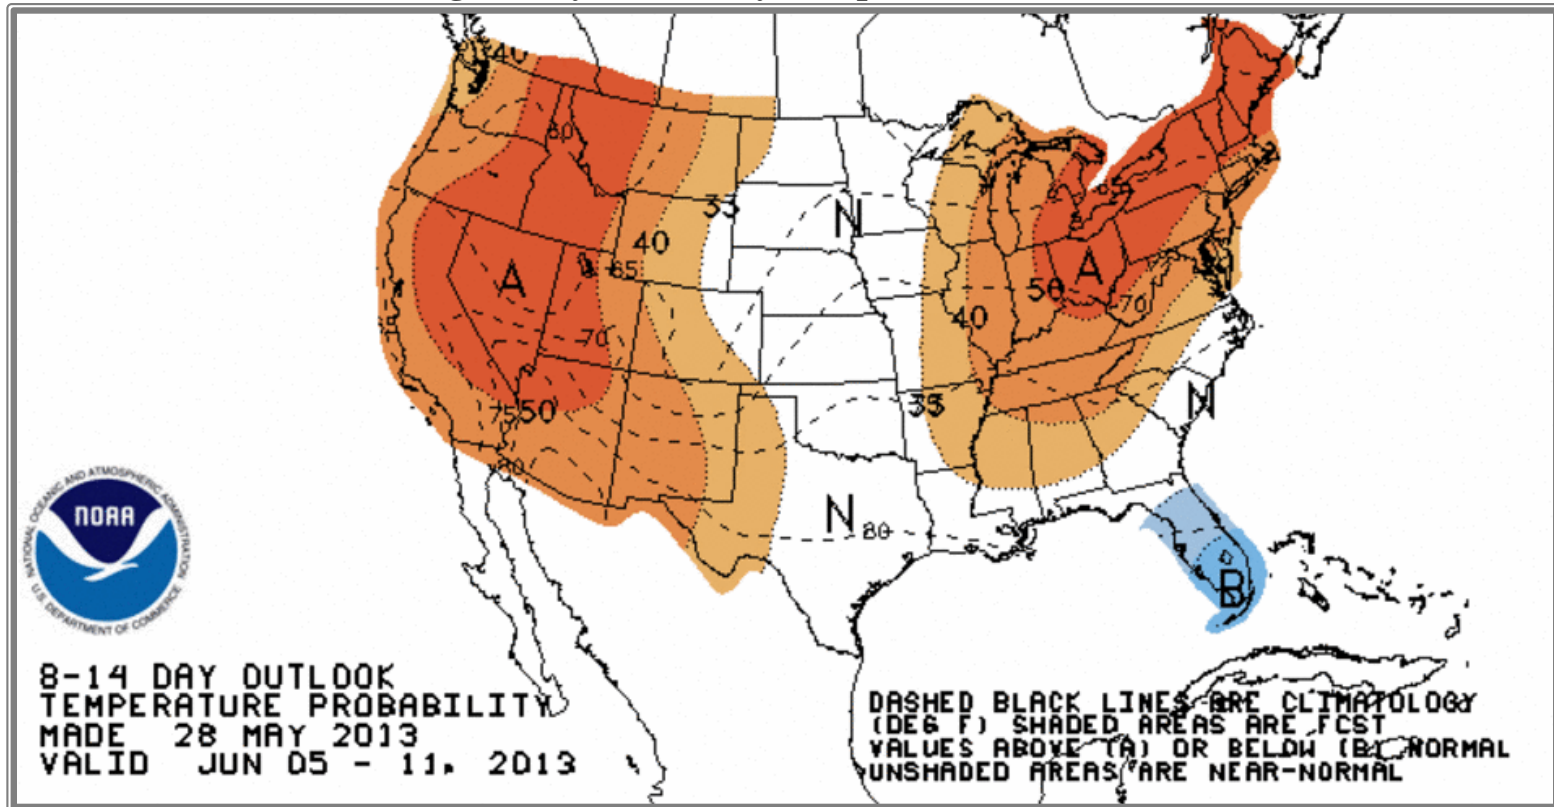 40
60
33
N
40
A
65
A
50
70
40
70
35
N
75
50
80
N
80
B
NOAA
NATIONAL OCEANIC AND ATMOSPHERIC ADMINISTRATION
U.S. DEPARTMENT OF COMMERCE
8-14 DAY OUTLOOK
TEMPERATURE PROBABILITY
MADE 28 MAY 2013
VALID JUN 05 - 11, 2013
DASHED BLACK LINES ARE CLIMATOLOGY
(DEG F) SHADED AREAS ARE FCST
VALUES ABOVE (A) OR BELOW (B) NORMAL
UNSHADED AREAS ARE NEAR-NORMAL